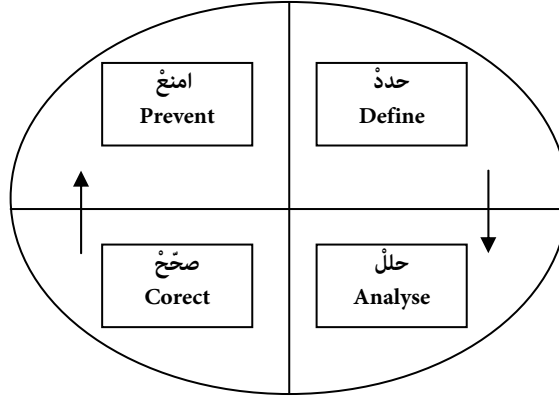 امنعْ
Prevent
حددْ
Define
صحّحْ
Corect
حللْ
Analyse